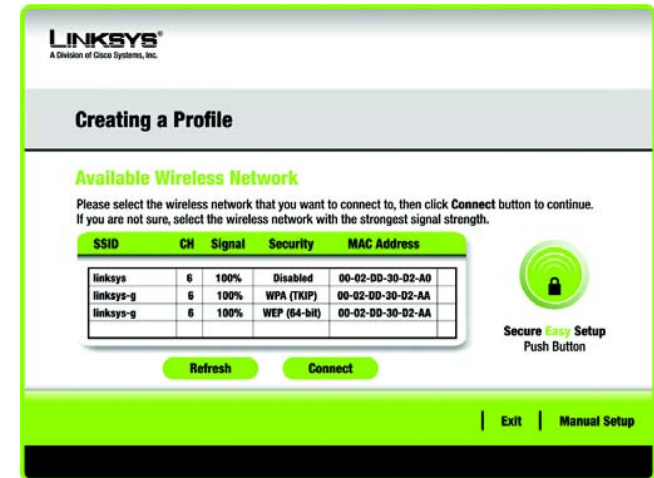 LINKSYS®
A Division of Cisco Systems, Inc.
Creating a Profile
Available Wireless Network
Please select the wireless network that you want to connect to, then click Connect button to continue.
If you are not sure, select the wireless network with the strongest signal strength.
SSID CH Signal Security MAC Address
linksys 6 100% Disabled 00-02-DD-30-D2-A0
linksys-g 6 100% WPA (TKIP) 00-02-DD-30-D2-AA
linksys-g 6 100% WEP (64-bit) 00-02-DD-30-D2-AA
Secure Easy Setup
Push Button
Refresh Connect
Exit Manual Setup